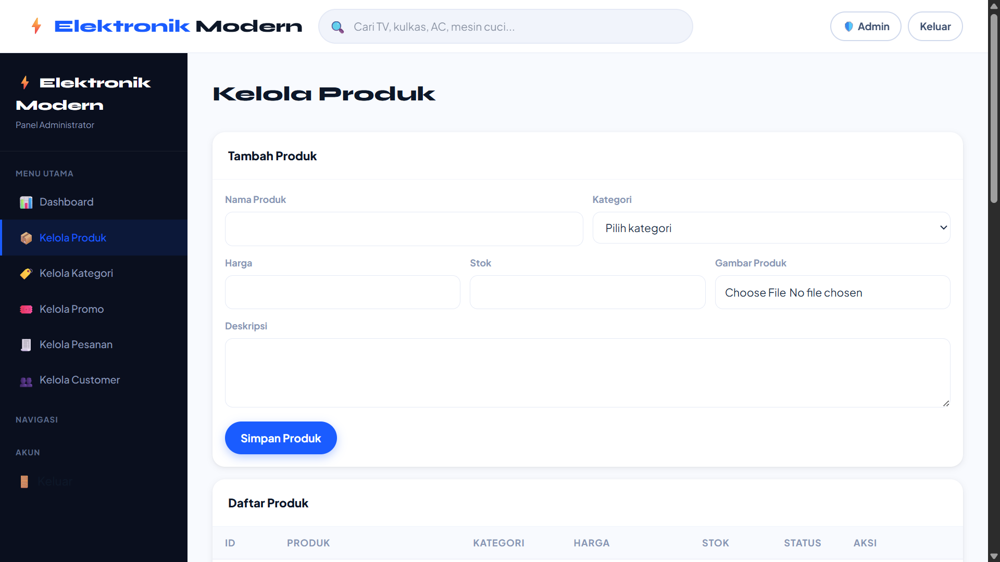 Elektronik Modern
Cari TV, kulkas, AC, mesin cuci...
Admin
Keluar
Elektronik
Modern
Panel Administrator
MENU UTAMA
Dashboard
Kelola Produk
Kelola Kategori
Kelola Promo
Kelola Pesanan
Kelola Customer
NAVIGASI
AKUN
Keluar
Kelola Produk
Tambah Produk
Nama Produk
Kategori
Pilih kategori
Harga
Stok
Gambar Produk
Choose File No file chosen
Deskripsi
Simpan Produk
Daftar Produk
ID PRODUK KATEGORI HARGA STOK STATUS AKSI